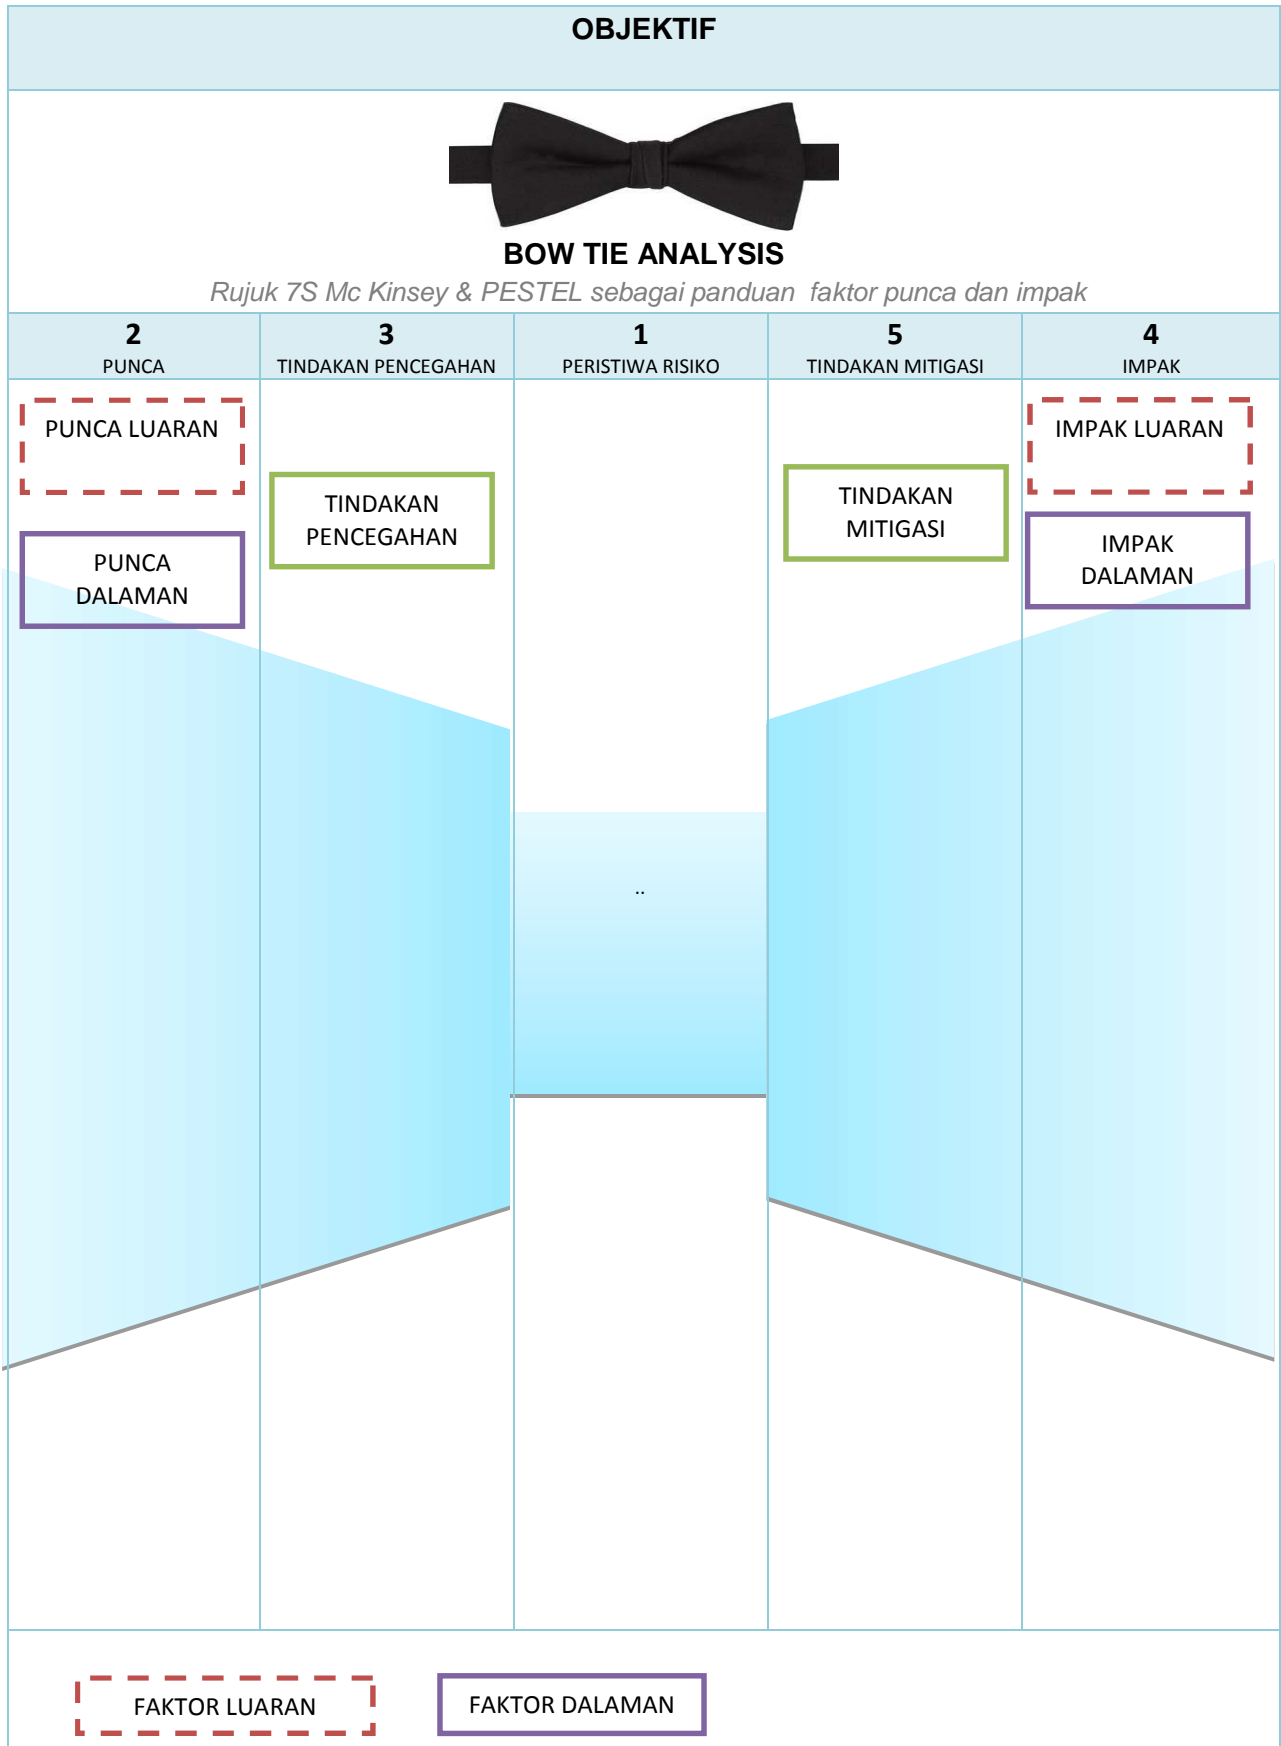 OBJEKTIF
BOW TIE ANALYSIS
Rujuk 7S Mc Kinsey & PESTEL sebagai panduan faktor punca dan impak
2
PUNCA
3
TINDAKAN PENCEGAHAN
1
PERISTIWA RISIKO
5
TINDAKAN MITIGASI
4
IMPAK
PUNCA LUARAN
PUNCA
DALAMAN
TINDAKAN
PENCEGAHAN
..
TINDAKAN
MITIGASI
IMPAK LUARAN
IMPAK
DALAMAN
FAKTOR LUARAN
FAKTOR DALAMAN